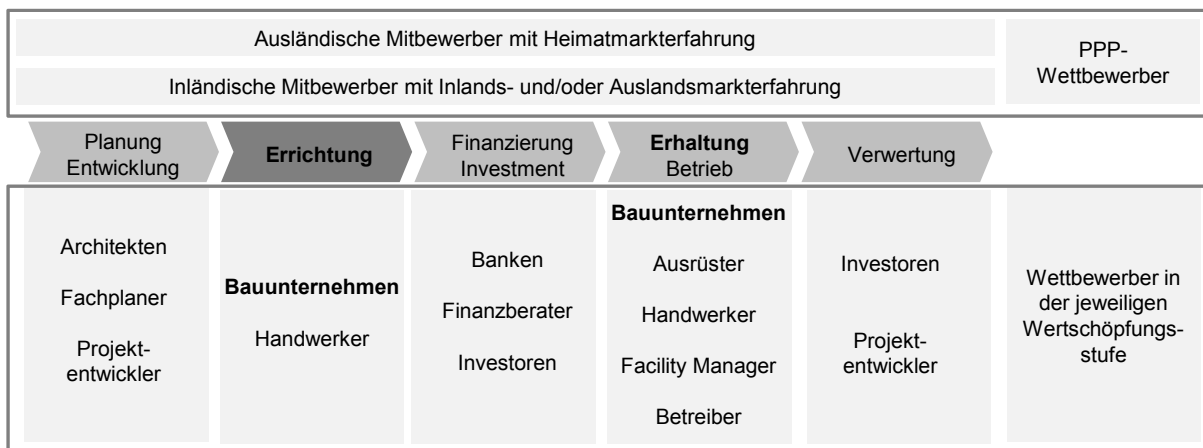 Ausländische Mitbewerber mit Heimatmarkterfahrung
Inländische Mitbewerber mit Inlands- und/oder Auslandsmarkterfahrung
PPP-
Wettbewerber
Planung
Entwicklung
Errichtung
Finanzierung
Investment
Erhaltung
Betrieb
Verwertung
Architekten
Fachplaner
Projekt-
entwickler
Bauunternehmen
Handwerker
Banken
Finanzberater
Investoren
Bauunternehmen
Ausrüster
Handwerker
Facility Manager
Betreiber
Investoren
Projekt-
entwickler
Wettbewerber in
der jeweiligen
Wertschöpfungs-
stufe